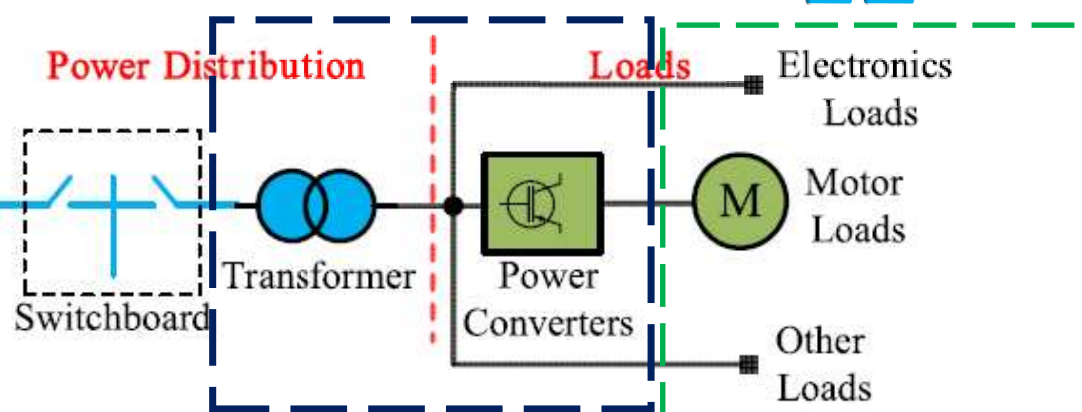 Power Distribution
Loads
Electronics
Loads
M
Motor
Loads
Transformer
Power
Converters
Switchboard
Other
Loads